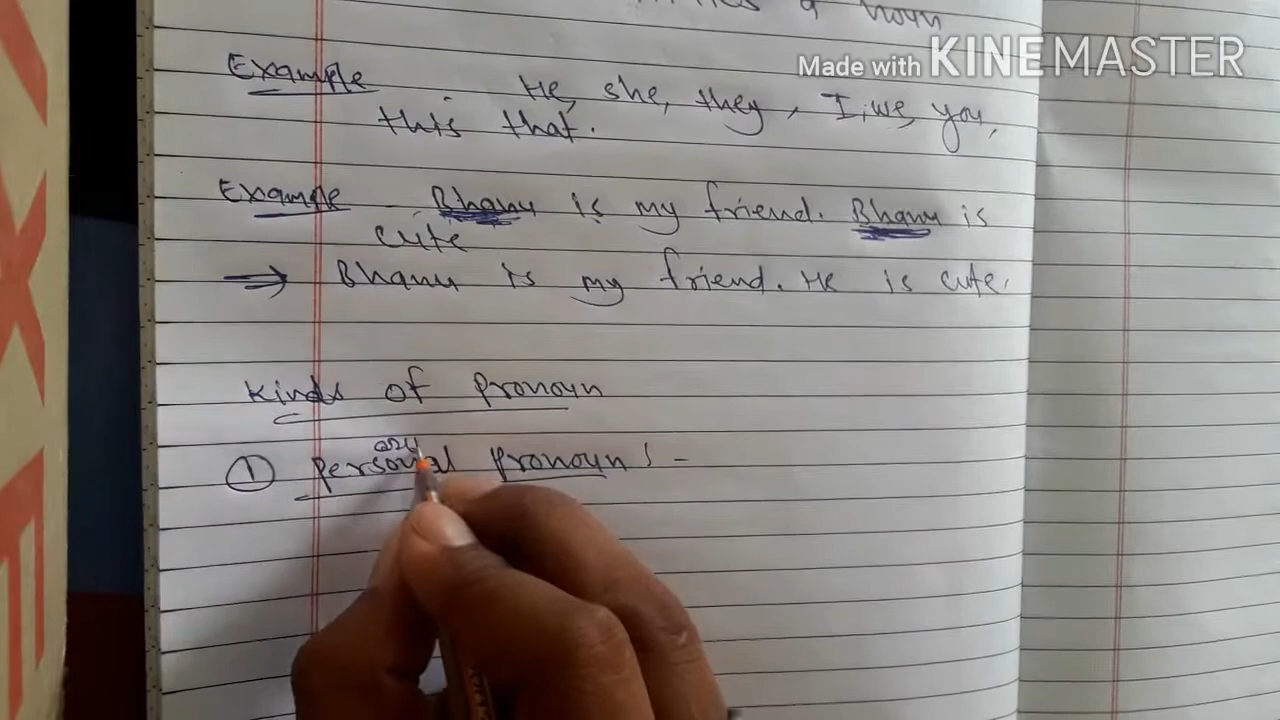 a noun
Made with KINEMASTER
Example - He, she, they, I, we, you,
this that.
Example - Bhanu is my friend. Bhanu is
cute
⇒ Bhanu is my friend. He is cute.
Kinds of pronoun
① personal pronoun :-